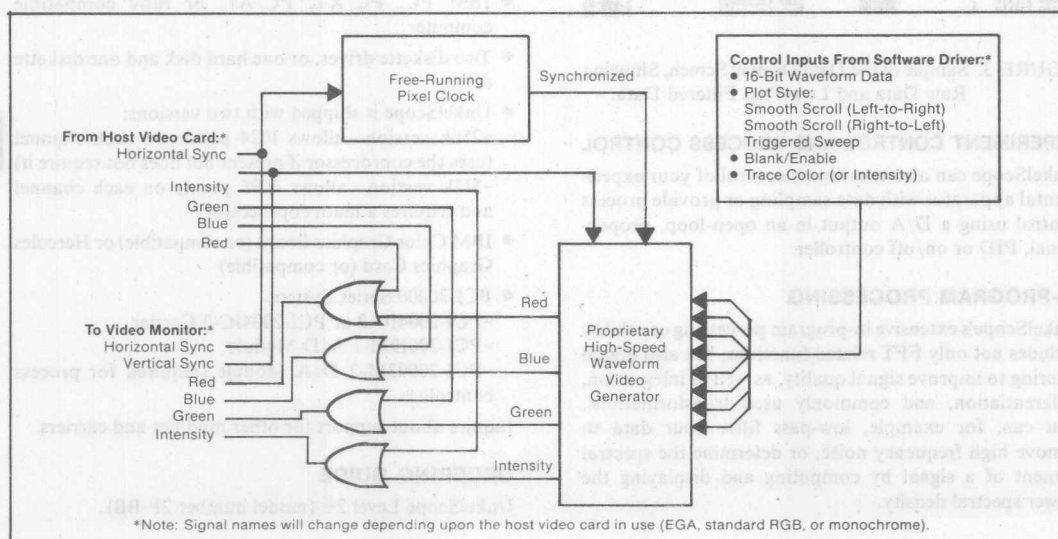 Free-Running
Pixel Clock
Synchronized
Control Inputs From Software Driver:*
● 16-Bit Waveform Data
● Plot Style:
Smooth Scroll (Left-to-Right)
Smooth Scroll (Right-to-Left)
Triggered Sweep
● Blank/Enable
● Trace Color (or Intensity)
From Host Video Card:*
Horizontal Sync
Intensity
Green
Blue
Red
To Video Monitor:*
Horizontal Sync
Vertical Sync
Red
Blue
Green
Intensity
Red
Blue
Green
Intensity
Proprietary
High-Speed
Waveform
Video
Generator
*Note: Signal names will change depending upon the host video card in use (EGA, standard RGB, or monochrome).